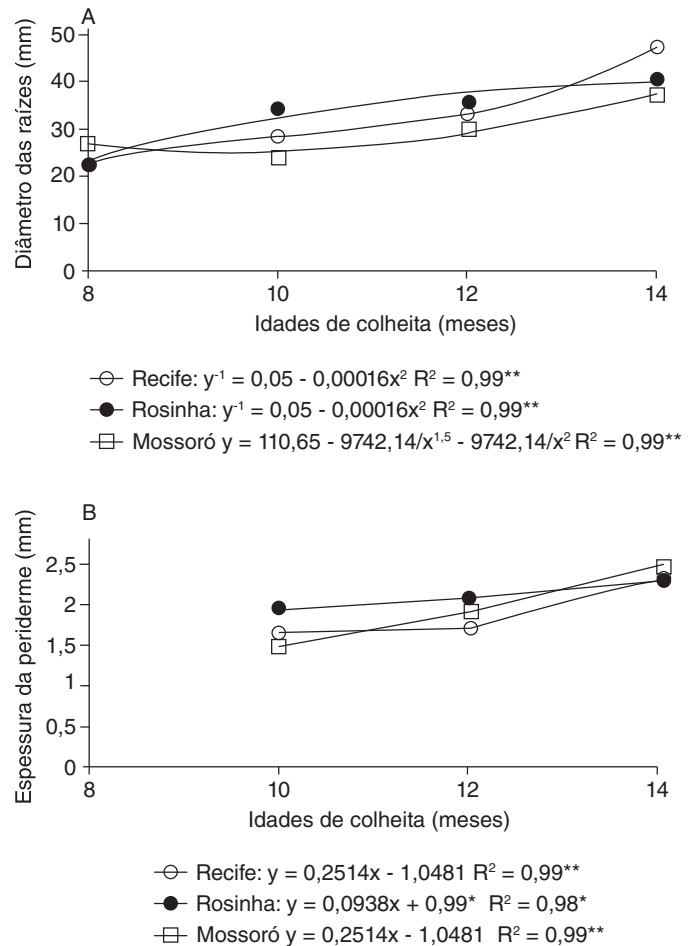 A
Diâmetro das raízes (mm)
50
40
30
20
10
0
8
10
12
14
Idades de colheita (meses)
Recife: y⁻¹ = 0,05 - 0,00016x² R² = 0,99**
Rosinha: y⁻¹ = 0,05 - 0,00016x² R² = 0,99**
Mossoró y = 110,65 - 9742,14/x¹,⁵ - 9742,14/x² R² = 0,99**
B
Espessura da periderme (mm)
2,5
2
1,5
1
0,5
0
8
10
12
14
Idades de colheita (meses)
Recife: y = 0,2514x - 1,0481 R² = 0,99**
Rosinha: y = 0,0938x + 0,99* R² = 0,98*
Mossoró y = 0,2514x - 1,0481 R² = 0,99**